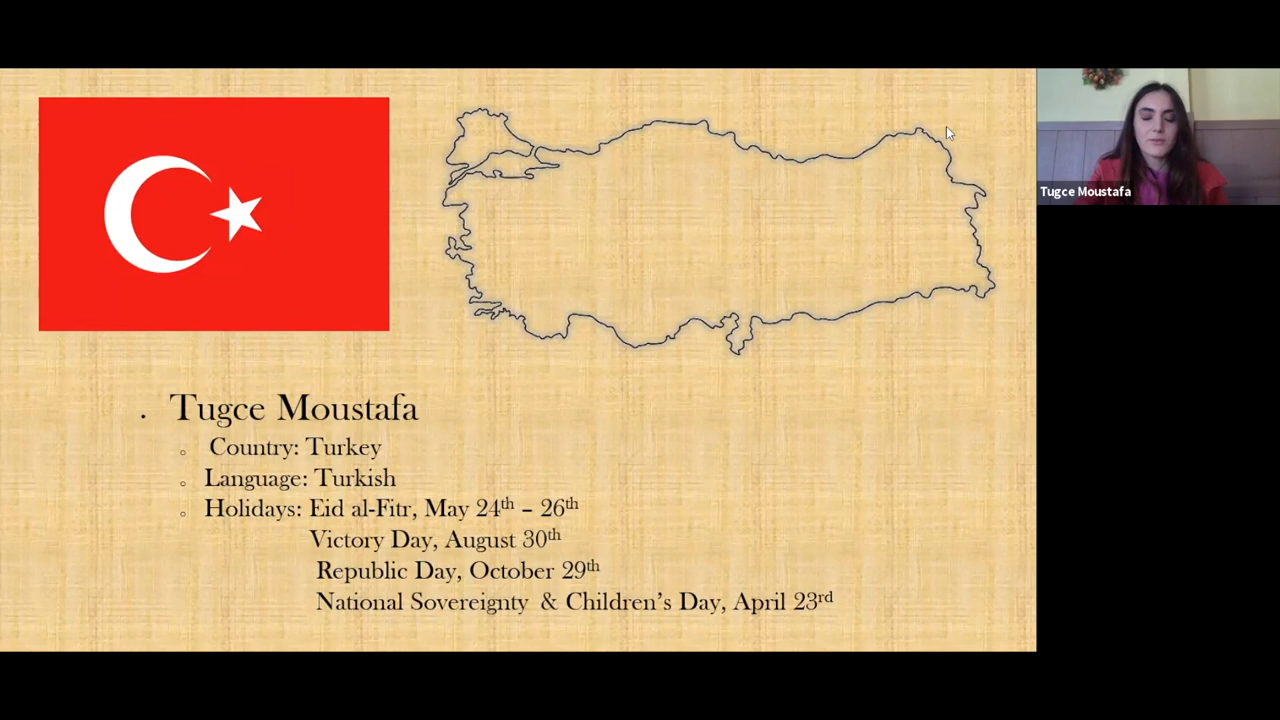 Tugce Moustafa
. Tugce Moustafa
Country: Turkey
Language: Turkish
Holidays: Eid al-Fitr, May 24th – 26th
Victory Day, August 30th
Republic Day, October 29th
National Sovereignty & Children’s Day, April 23rd